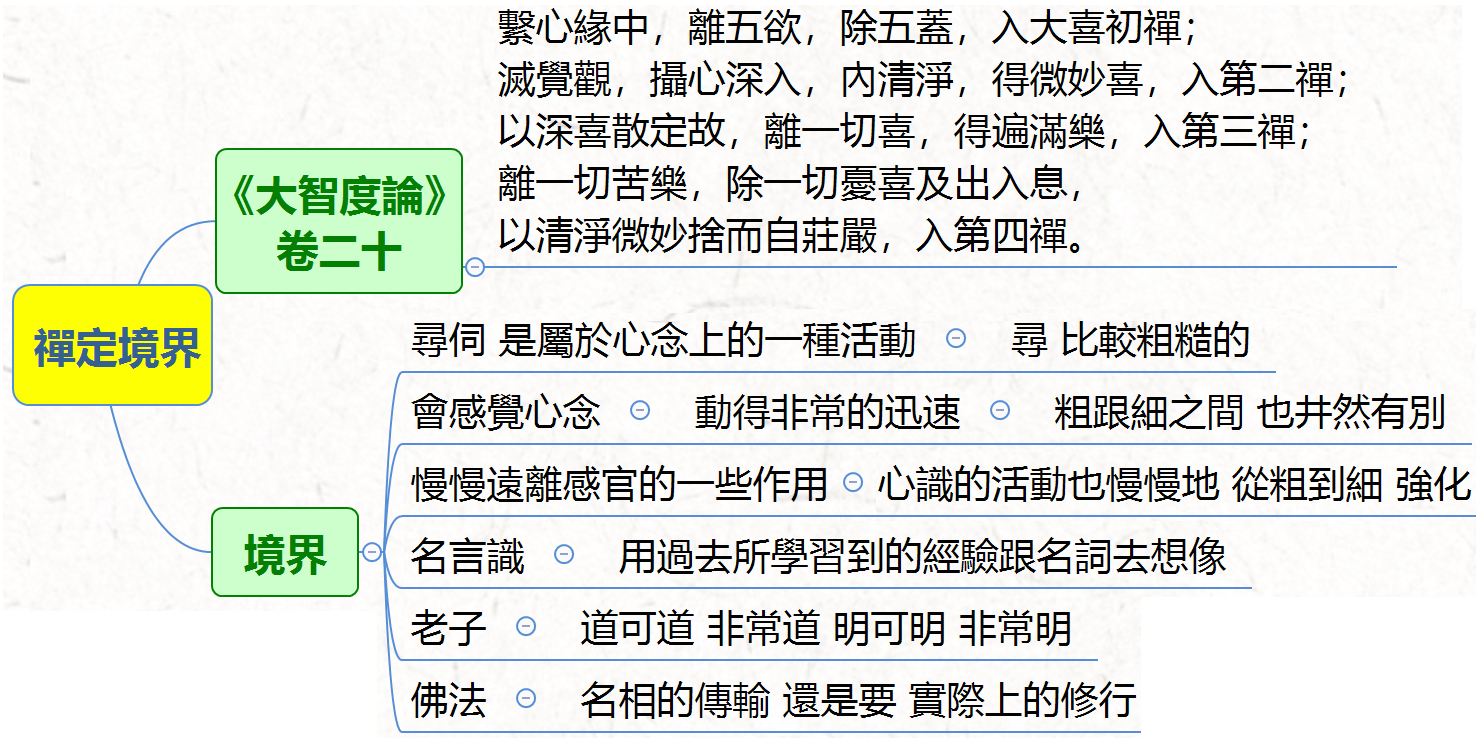 繫心緣中，離五欲，除五蓋，入大喜初禪；
滅覺觀，攝心深入，內清淨，得微妙喜，入第二禪；
以深喜散定故，離一切喜，得遍滿樂，入第三禪；
離一切苦樂，除一切憂喜及出入息，
以清淨微妙捨而自莊嚴，入第四禪。
《大智度論》
卷二十
禪定境界
尋伺 是屬於心念上的一種活動 尋 比較粗糙的
會感覺心念 動得非常的迅速 粗跟細之間 也井然有別
慢慢遠離感官的一些作用 心識的活動也慢慢地 從粗到細 強化
境界
名言識 用過去所學習到的經驗跟名詞去想像
老子 道可道 非常道 明可明 非常明
佛法 名相的傳輸 還是要 實際上的修行